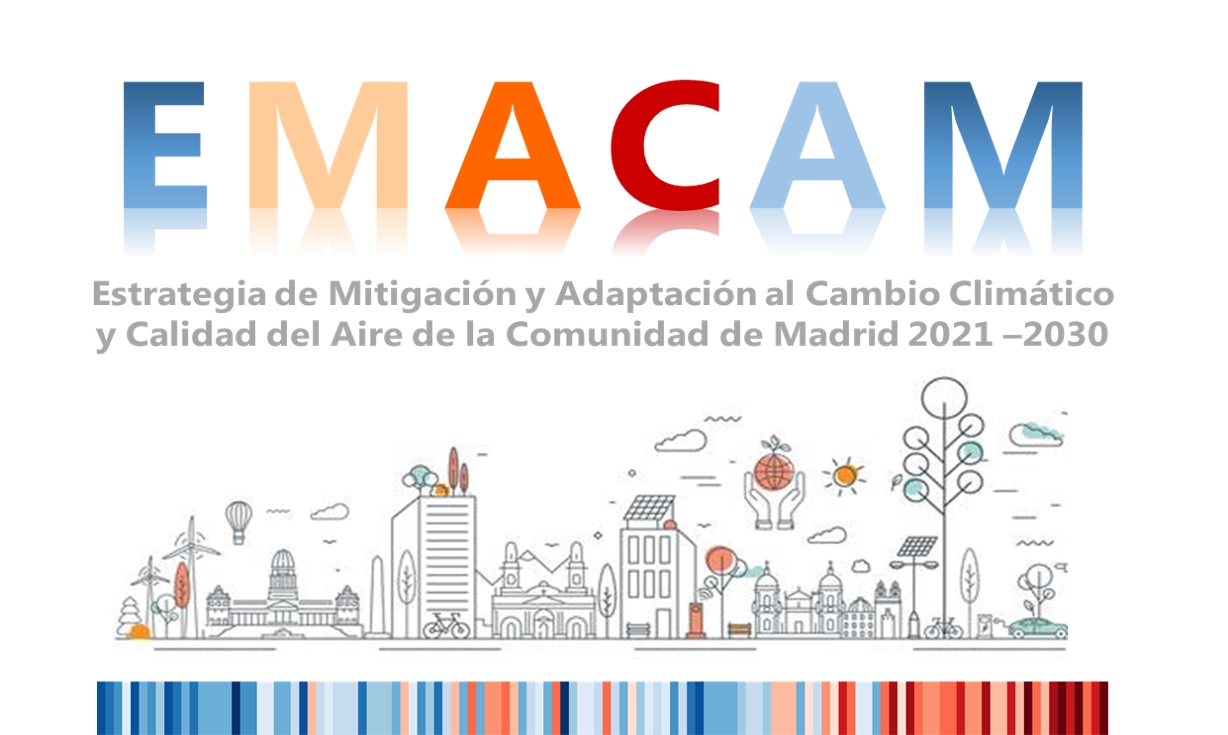 EMACAM
Estrategia de Mitigación y Adaptación al Cambio Climático
y Calidad del Aire de la Comunidad de Madrid 2021 –2030